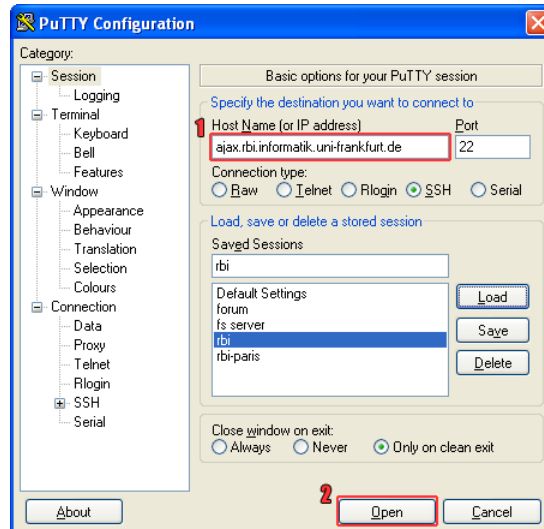 PuTTY Configuration
Category:
Session
Logging
Terminal
Keyboard
Bell
Features
Window
Appearance
Behaviour
Translation
Selection
Colours
Connection
Data
Proxy
Telnet
Rlogin
SSH
Serial
Basic options for your PuTTY session
Specify the destination you want to connect to
1
Host Name (or IP address) Port
ajax.rbi.informatik.uni-frankfurt.de 22
Connection type:
Raw Telnet Rlogin SSH Serial
Load, save or delete a stored session
Saved Sessions
rbi
Default Settings
forum
fs server
rbi
rbi-paris
Load
Save
Delete
Close window on exit:
Always Never Only on clean exit
2
About Open Cancel